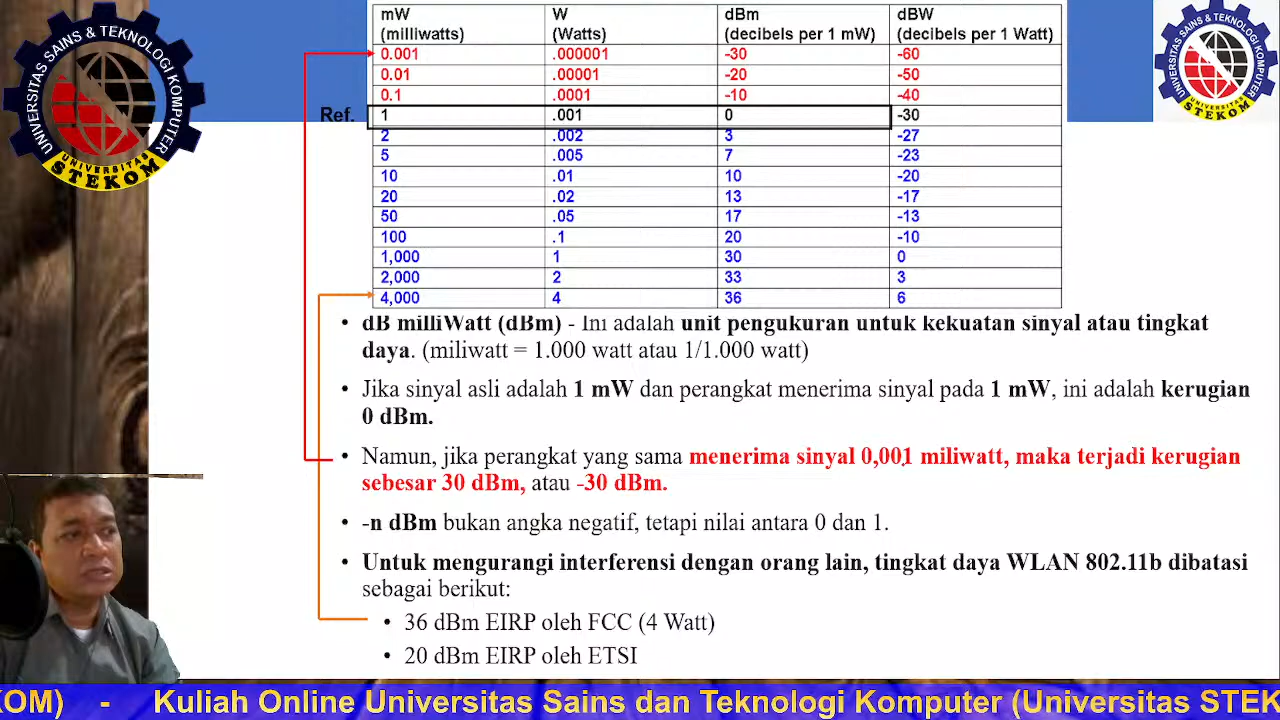 mW W dBm dBW
(milliwatts) (Watts) (decibels per 1 mW) (decibels per 1 Watt)
0.001 .000001 -30 -60
0.01 .00001 -20 -50
0.1 .0001 -10 -40
Ref. 1 .001 0 -30
2 .002 3 -27
5 .005 7 -23
10 .01 10 -20
20 .02 13 -17
50 .05 17 -13
100 .1 20 -10
1,000 1 30 0
2,000 2 33 3
4,000 4 36 6
UNIVERSITAS SAINS & TEKNOLOGI KOMPUTER
UNIVERSITAS
STEKOM
UNIVERSITAS SAINS & TEKNOLOGI KOMPUTER
UNIVERSITAS
STEKOM
• dB milliWatt (dBm) - Ini adalah unit pengukuran untuk kekuatan sinyal atau tingkat
daya. (miliwatt = 1.000 watt atau 1/1.000 watt)
• Jika sinyal asli adalah 1 mW dan perangkat menerima sinyal pada 1 mW, ini adalah kerugian
0 dBm.
• Namun, jika perangkat yang sama menerima sinyal 0,001 miliwatt, maka terjadi kerugian
sebesar 30 dBm, atau -30 dBm.
• -n dBm bukan angka negatif, tetapi nilai antara 0 dan 1.
• Untuk mengurangi interferensi dengan orang lain, tingkat daya WLAN 802.11b dibatasi
sebagai berikut:
• 36 dBm EIRP oleh FCC (4 Watt)
• 20 dBm EIRP oleh ETSI
KOM) - Kuliah Online Universitas Sains dan Teknologi Komputer (Universitas STEK